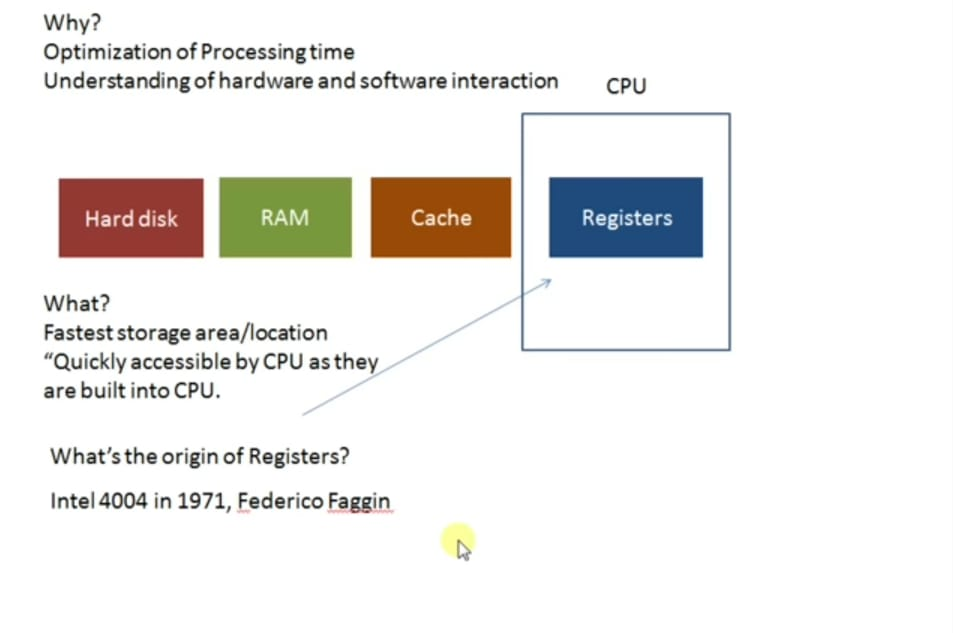 Why?
Optimization of Processing time
Understanding of hardware and software interaction
CPU
Hard disk
RAM
Cache
Registers
What?
Fastest storage area/location
“Quickly accessible by CPU as they
are built into CPU.
What’s the origin of Registers?
Intel 4004 in 1971, Federico Faggin